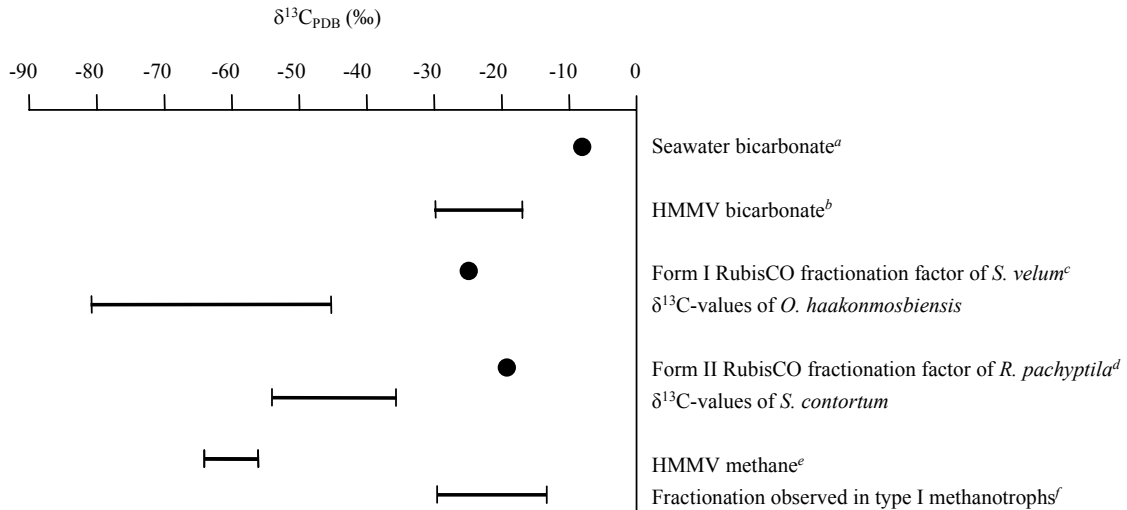 δ¹³C_PDB (‰)
-90 -80 -70 -60 -50 -40 -30 -20 -10 0
Seawater bicarbonateᵃ
HMMV bicarbonateᵇ
Form I RubisCO fractionation factor of S. velumᶜ
δ¹³C-values of O. haakonmosbiensis
Form II RubisCO fractionation factor of R. pachyptilaᵈ
δ¹³C-values of S. contortum
HMMV methaneᵉ
Fractionation observed in type I methanotrophsᶠ